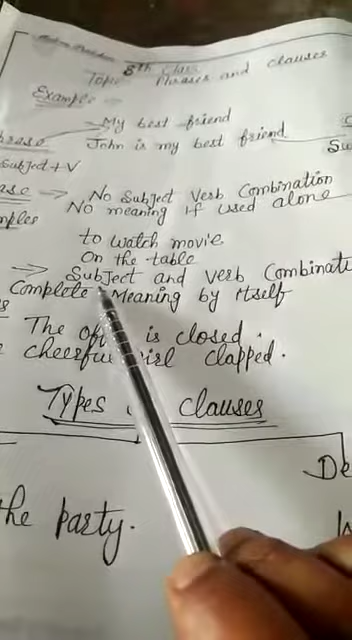 8th Class
Topic Phrases and clauses
Example
My best friend
John is my best friend
Subject + V
No Subject Verb Combination
No meaning if used alone
to watch movie
On the table
Subject and Verb
Complete Meaning by itself
The is closed.
clapped.
Types clauses
De
the party.